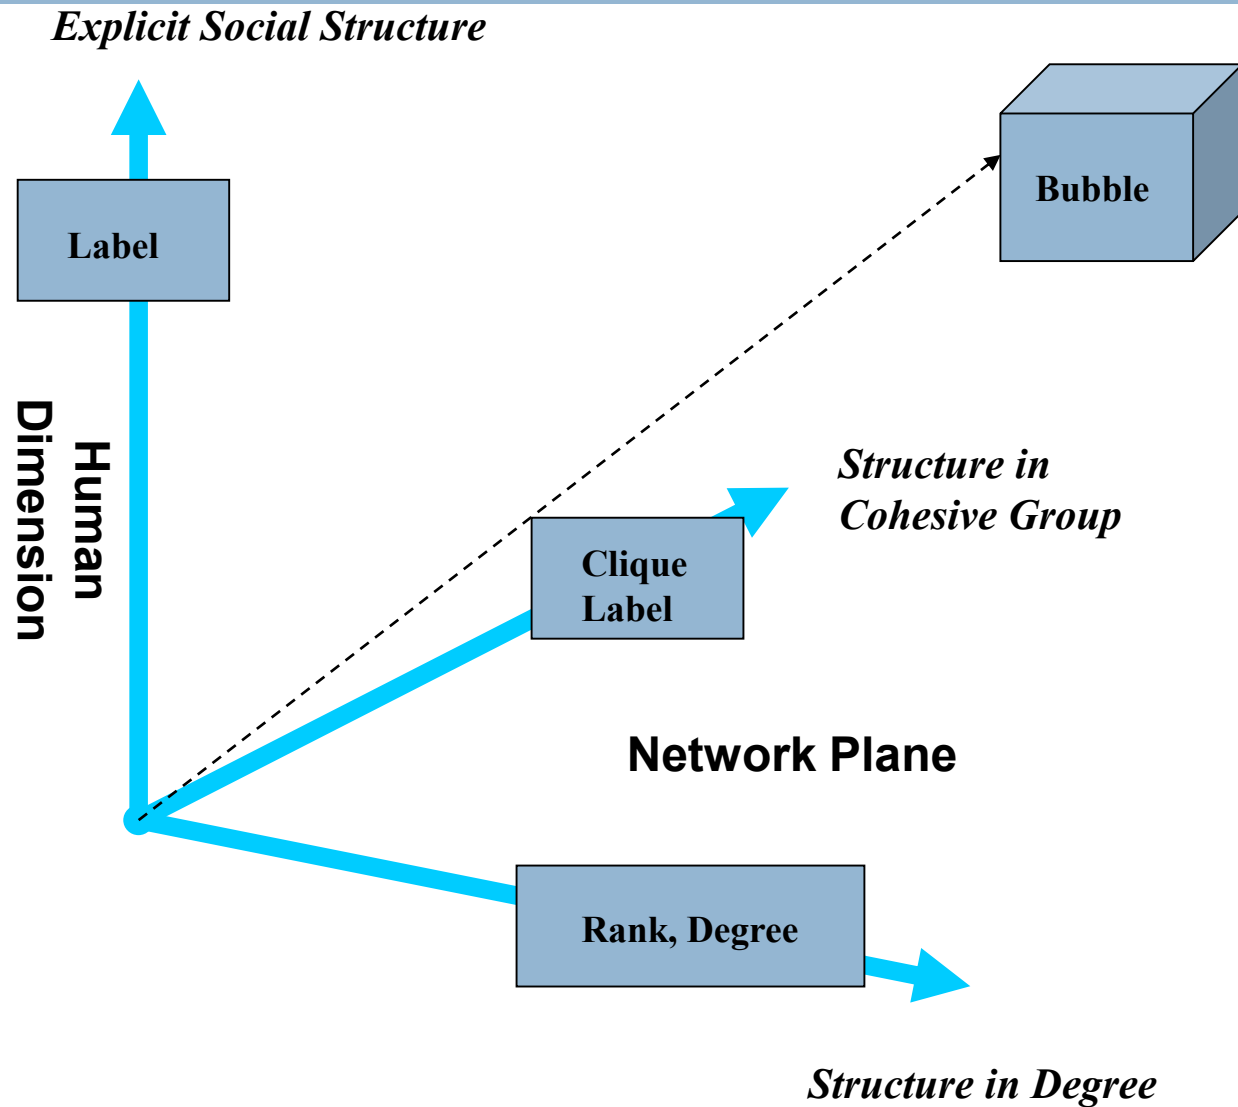 Explicit Social Structure
Bubble
Label
Human
Dimension
Structure in
Cohesive Group
Clique
Label
Network Plane
Rank, Degree
Structure in Degree